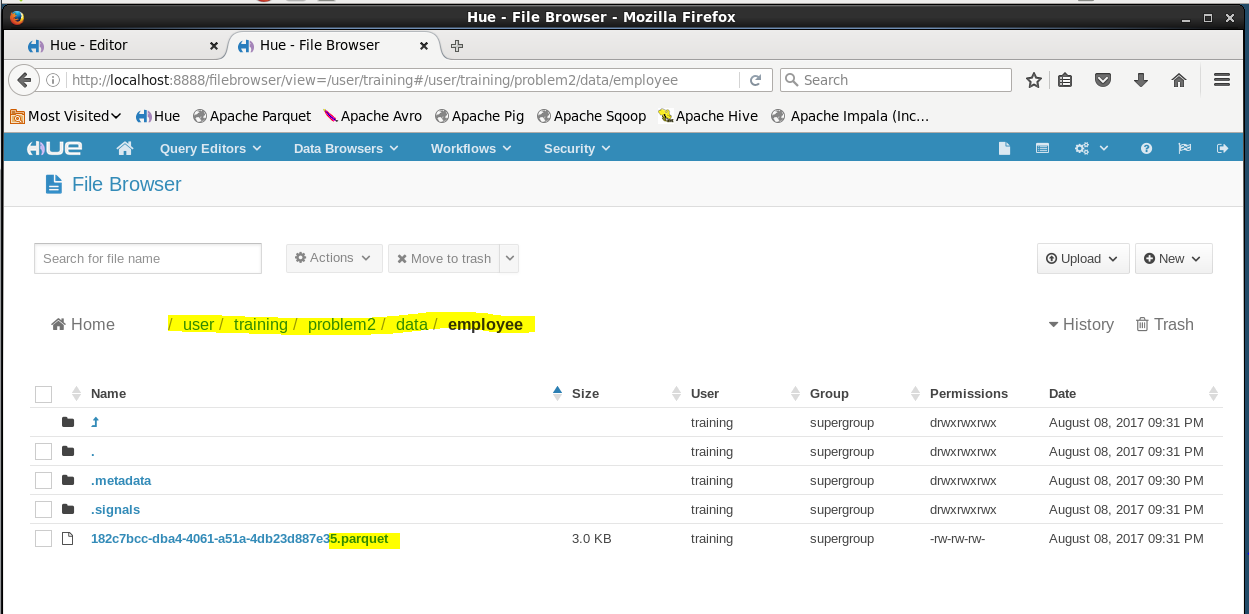 Hue - File Browser - Mozilla Firefox
Hue - Editor Hue - File Browser
http://localhost:8888/filebrowser/view=/user/training#/user/training/problem2/data/employee Search
Most Visited Hue Apache Parquet Apache Avro Apache Pig Apache Sqoop Apache Hive Apache Impala (Inc...
HUE Query Editors Data Browsers Workflows Security
File Browser
Search for file name Actions Move to trash Upload New
Home / user / training / problem2 / data / employee History Trash
Name Size User Group Permissions Date
training supergroup drwxrwxrwx August 08, 2017 09:31 PM
. training supergroup drwxrwxrwx August 08, 2017 09:31 PM
.metadata training supergroup drwxrwxrwx August 08, 2017 09:30 PM
.signals training supergroup drwxrwxrwx August 08, 2017 09:31 PM
182c7bcc-dba4-4061-a51a-4db23d887e35.parquet 3.0 KB training supergroup -rw-rw-rw- August 08, 2017 09:31 PM